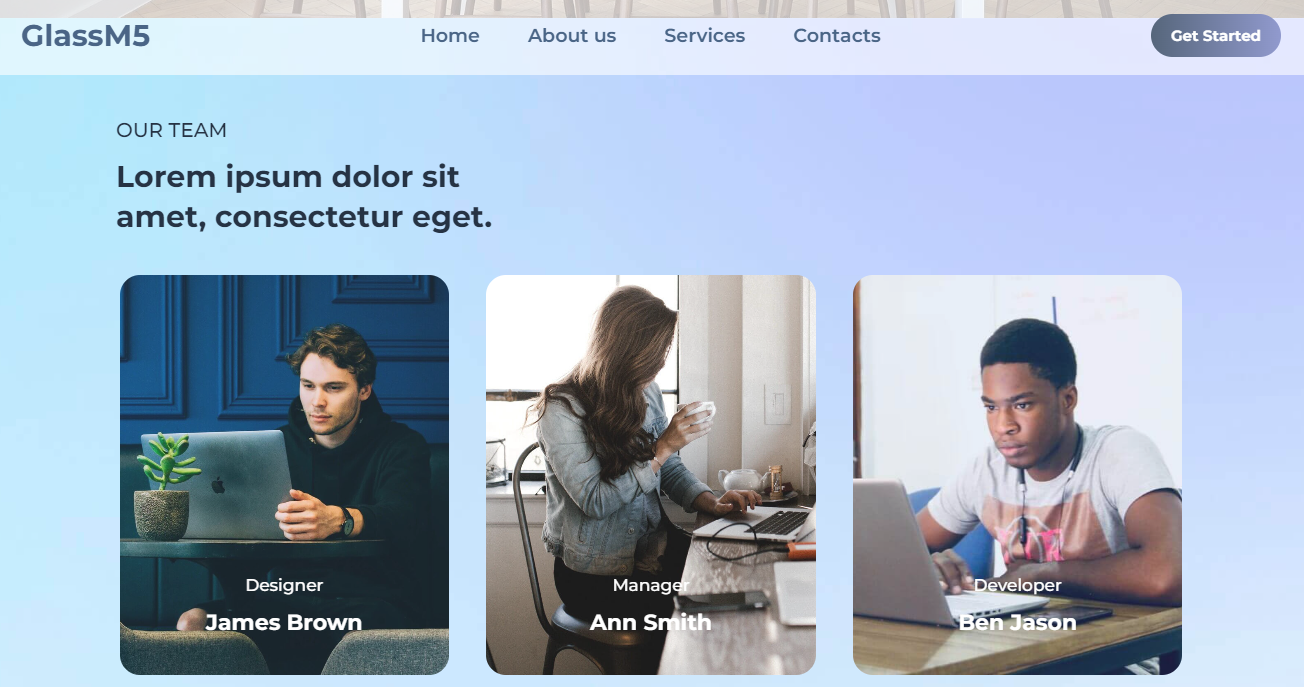 GlassM5
Home
About us
Services
Contacts
Get Started
OUR TEAM
Lorem ipsum dolor sit
amet, consectetur eget.
Designer
James Brown
Manager
Ann Smith
Developer
Ben Jason